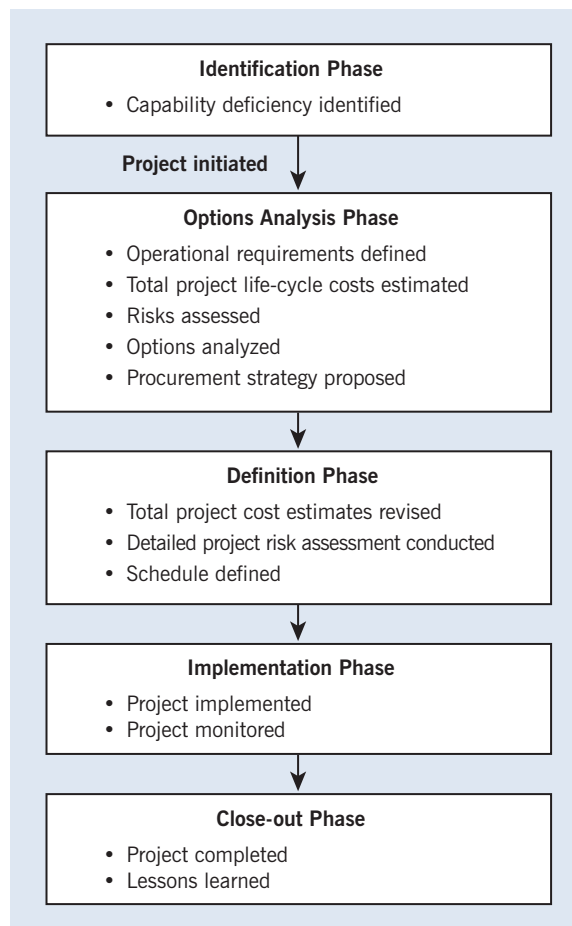 Identification Phase
• Capability deficiency identified
Project initiated
Options Analysis Phase
• Operational requirements defined
• Total project life-cycle costs estimated
• Risks assessed
• Options analyzed
• Procurement strategy proposed
Definition Phase
• Total project cost estimates revised
• Detailed project risk assessment conducted
• Schedule defined
Implementation Phase
• Project implemented
• Project monitored
Close-out Phase
• Project completed
• Lessons learned